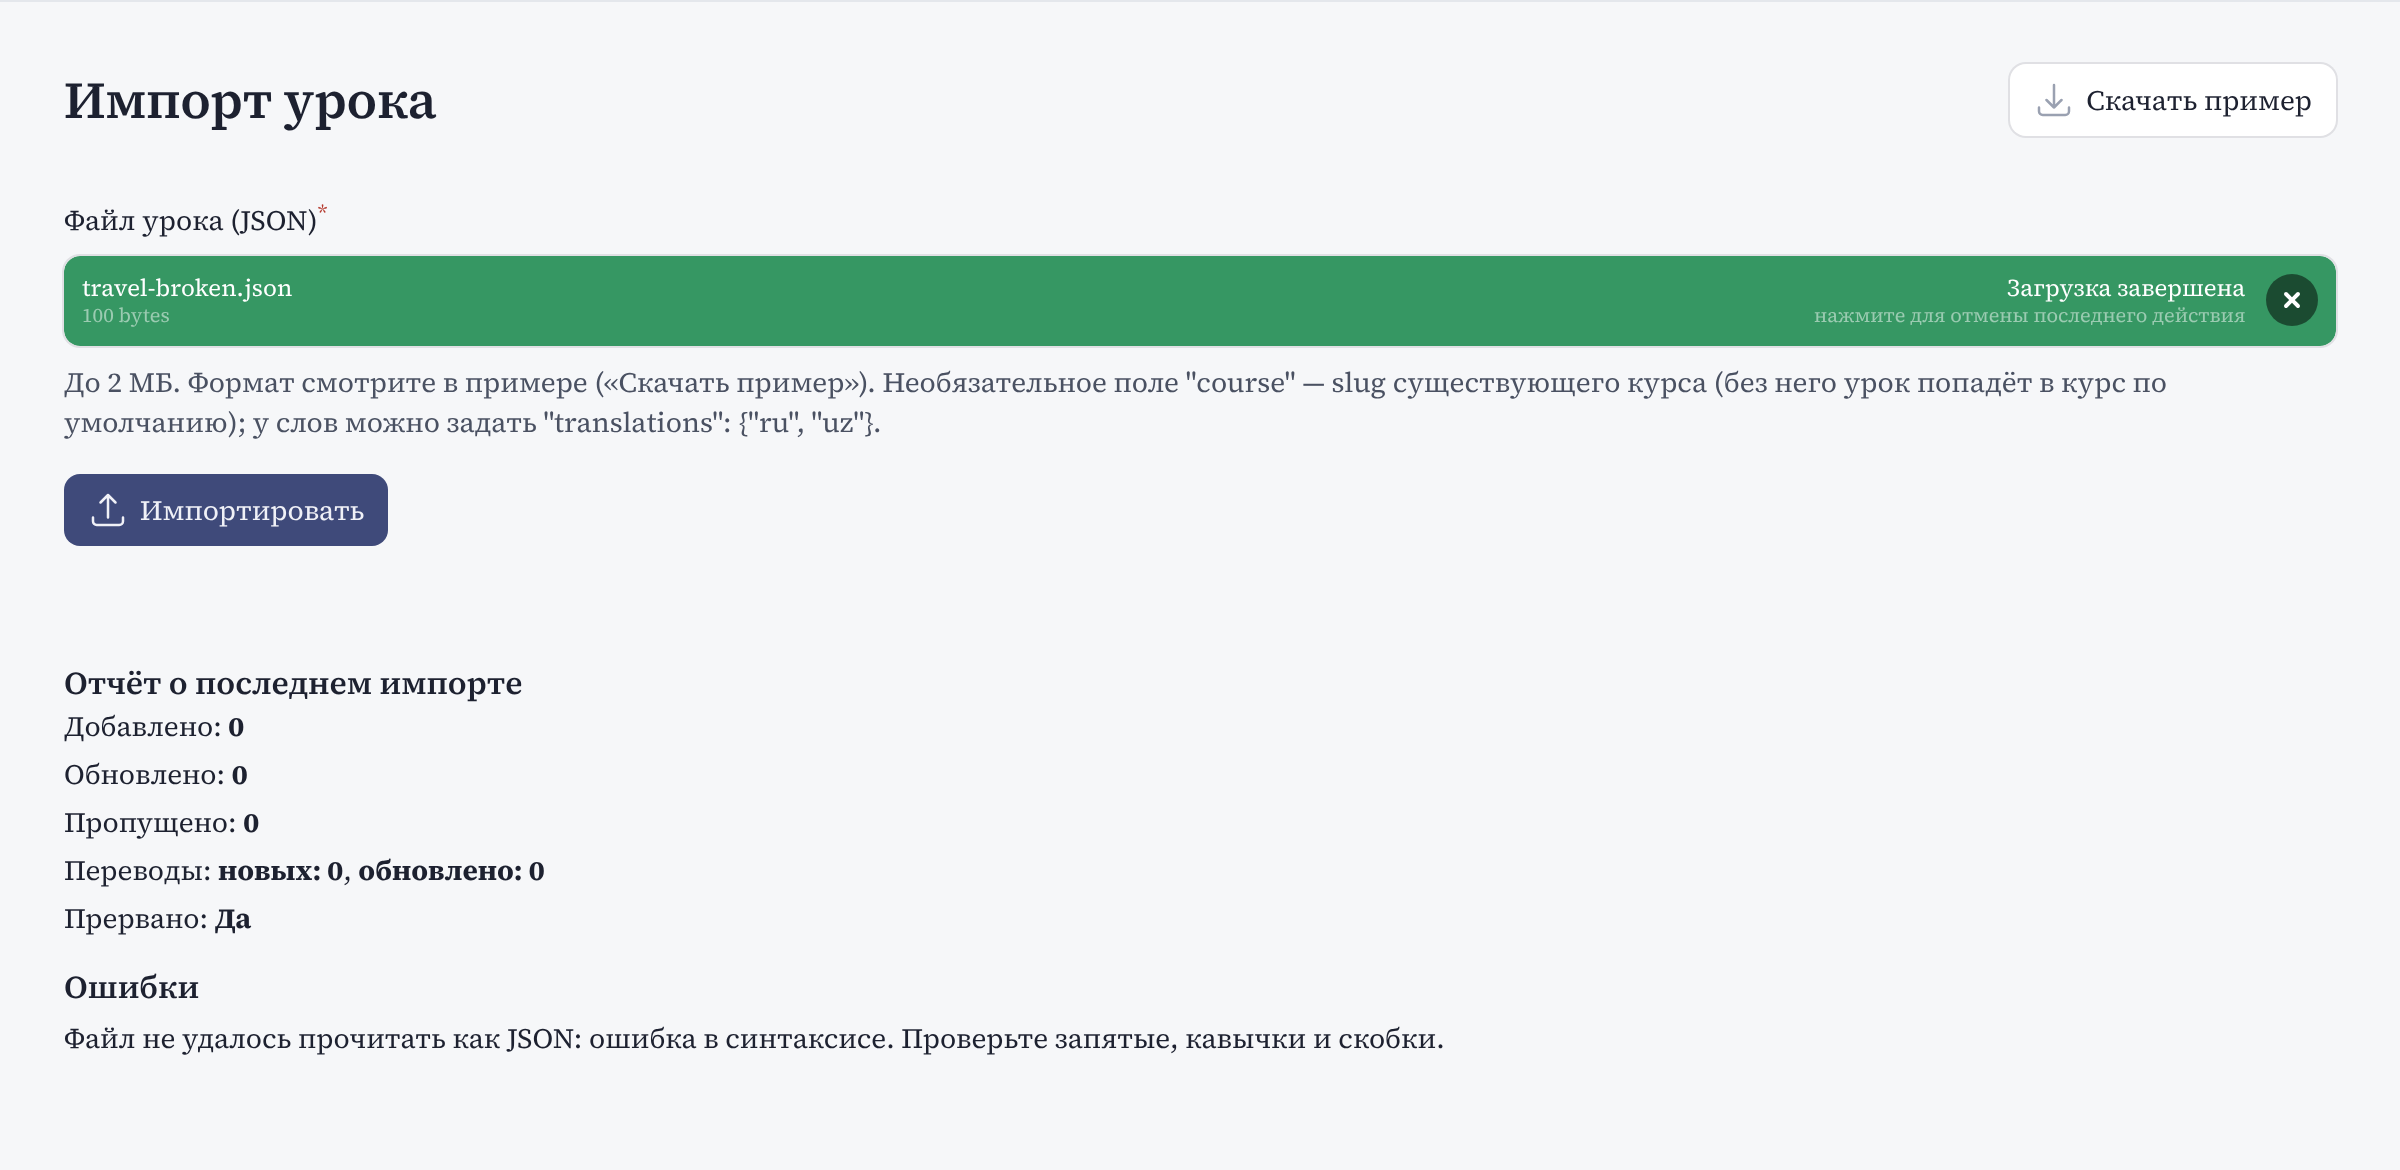 Импорт урока
Скачать пример
Файл урока (JSON)*
travel-broken.json
100 bytes
Загрузка завершена
нажмите для отмены последнего действия
До 2 МБ. Формат смотрите в примере («Скачать пример»). Необязательное поле "course" — slug существующего курса (без него урок попадёт в курс по
умолчанию); у слов можно задать "translations": {"ru", "uz"}.
Импортировать
Отчёт о последнем импорте
Добавлено: 0
Обновлено: 0
Пропущено: 0
Переводы: новых: 0, обновлено: 0
Прервано: Да
Ошибки
Файл не удалось прочитать как JSON: ошибка в синтаксисе. Проверьте запятые, кавычки и скобки.